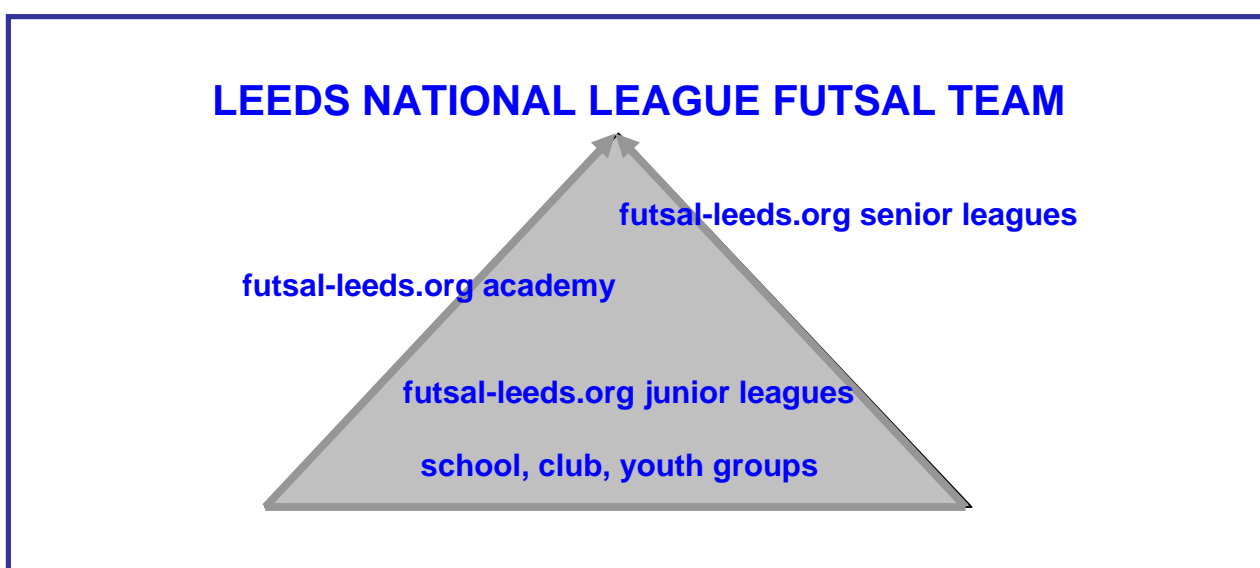 LEEDS NATIONAL LEAGUE FUTSAL TEAM
futsal-leeds.org senior leagues
futsal-leeds.org academy
futsal-leeds.org junior leagues
school, club, youth groups